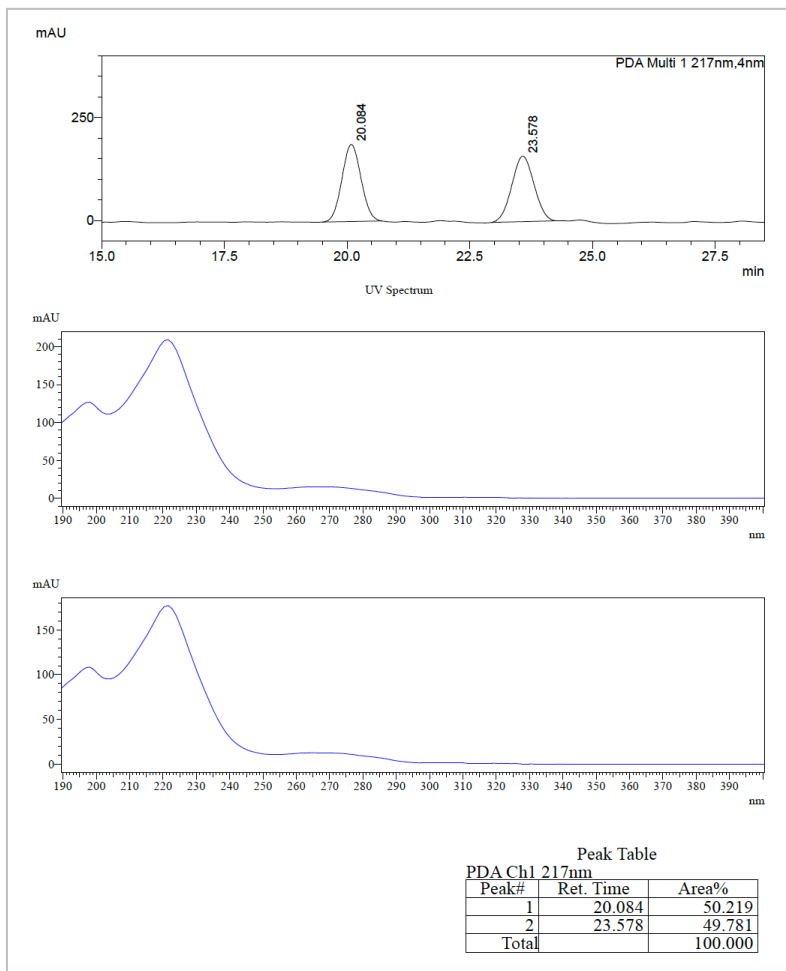 mAU
PDA Multi 1 217nm,4nm
250
0
20.084
23.578
15.0 17.5 20.0 22.5 25.0 27.5
min
UV Spectrum
mAU
200
150
100
50
0
190 200 210 220 230 240 250 260 270 280 290 300 310 320 330 340 350 360 370 380 390
nm
mAU
150
100
50
0
190 200 210 220 230 240 250 260 270 280 290 300 310 320 330 340 350 360 370 380 390
nm
Peak Table
PDA Ch1 217nm
Peak# Ret. Time Area%
1 20.084 50.219
2 23.578 49.781
Total 100.000